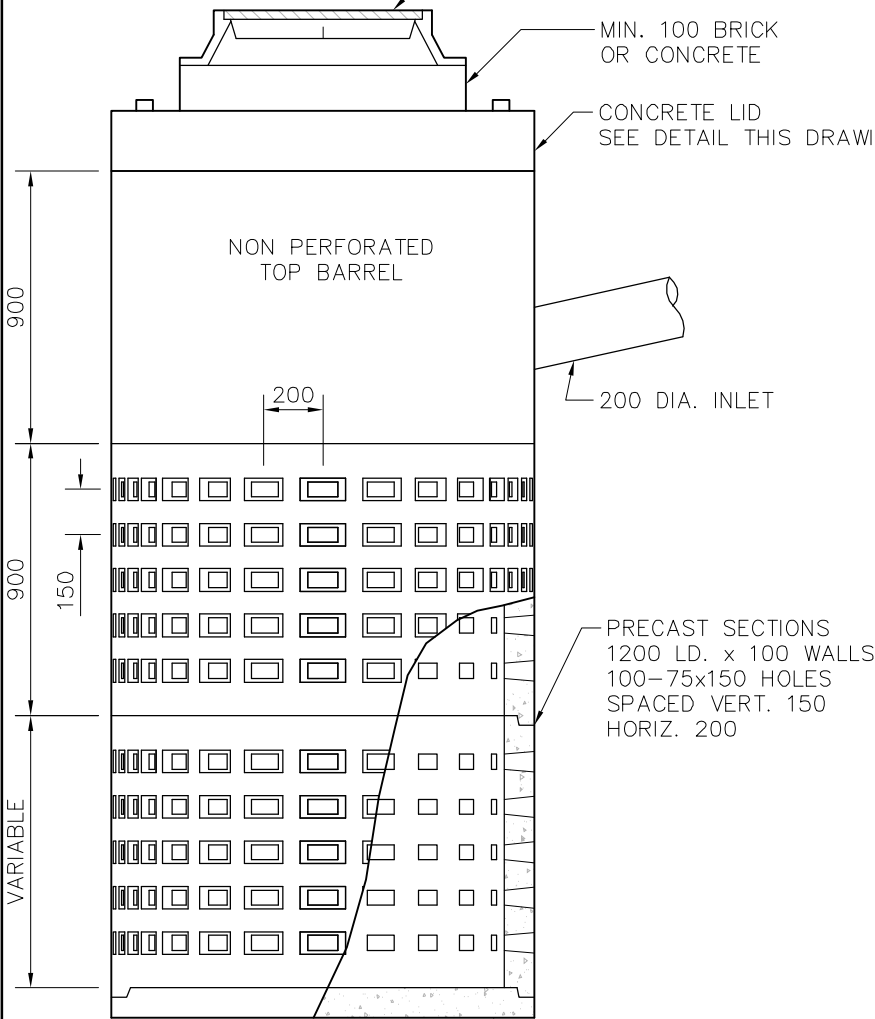 MIN. 100 BRICK
OR CONCRETE
CONCRETE LID
SEE DETAIL THIS DRAWI
NON PERFORATED
TOP BARREL
900
200
200 DIA. INLET
900
150
PRECAST SECTIONS
1200 LD. x 100 WALLS
100-75x150 HOLES
SPACED VERT. 150
HORIZ. 200
VARIABLE